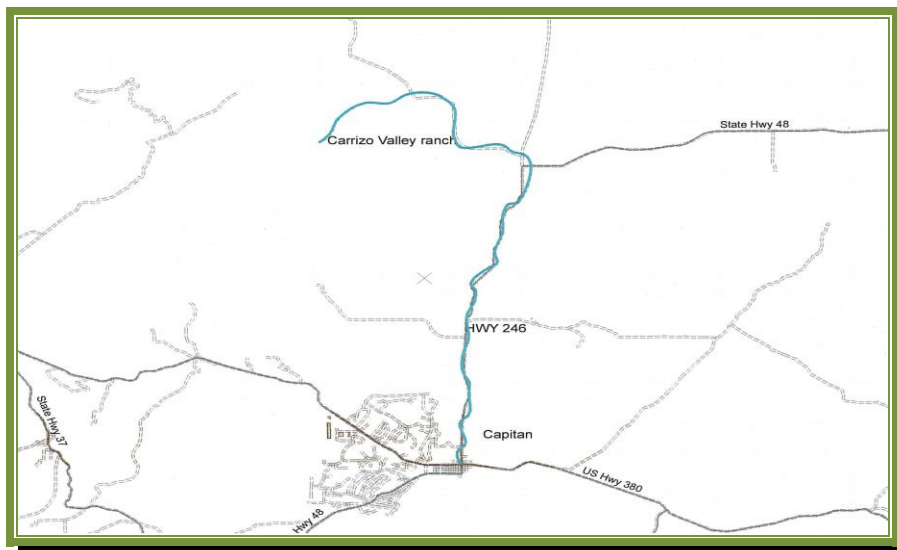 State Hwy 48
Carrizo Valley ranch
HWY 246
State Hwy 37
Capitan
US Hwy 380
Hwy 48